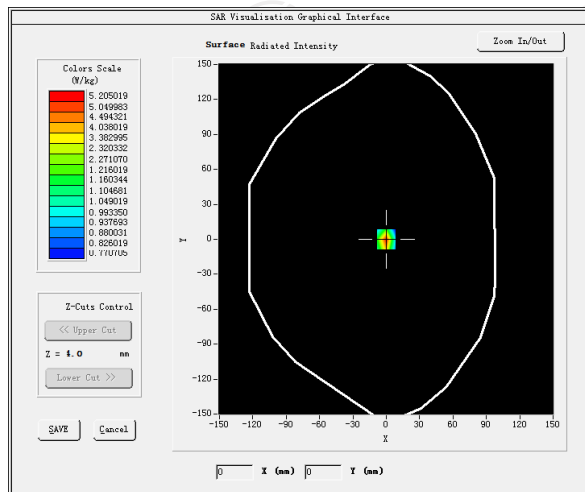 SAR Visualisation Graphical Interface
Surface Radiated Intensity
Zoom In/Out
Colors Scale
(W/kg)
5.205019
5.049983
4.494321
4.038019
3.382995
2.320332
2.271070
1.216019
1.160344
1.104681
1.049019
0.993350
0.937693
0.880031
0.826019
0.770705
Z-Cuts Control
<< Upper Cut
Z = 4.0 mm
Lower Cut >>
SAVE
Cancel
150
120
90
60
30
0
-30
-60
-90
-120
-150
Y
-150 -120 -90 -60 -30 0 30 60 90 120 150
X
0 X (mm) 0 Y (mm)